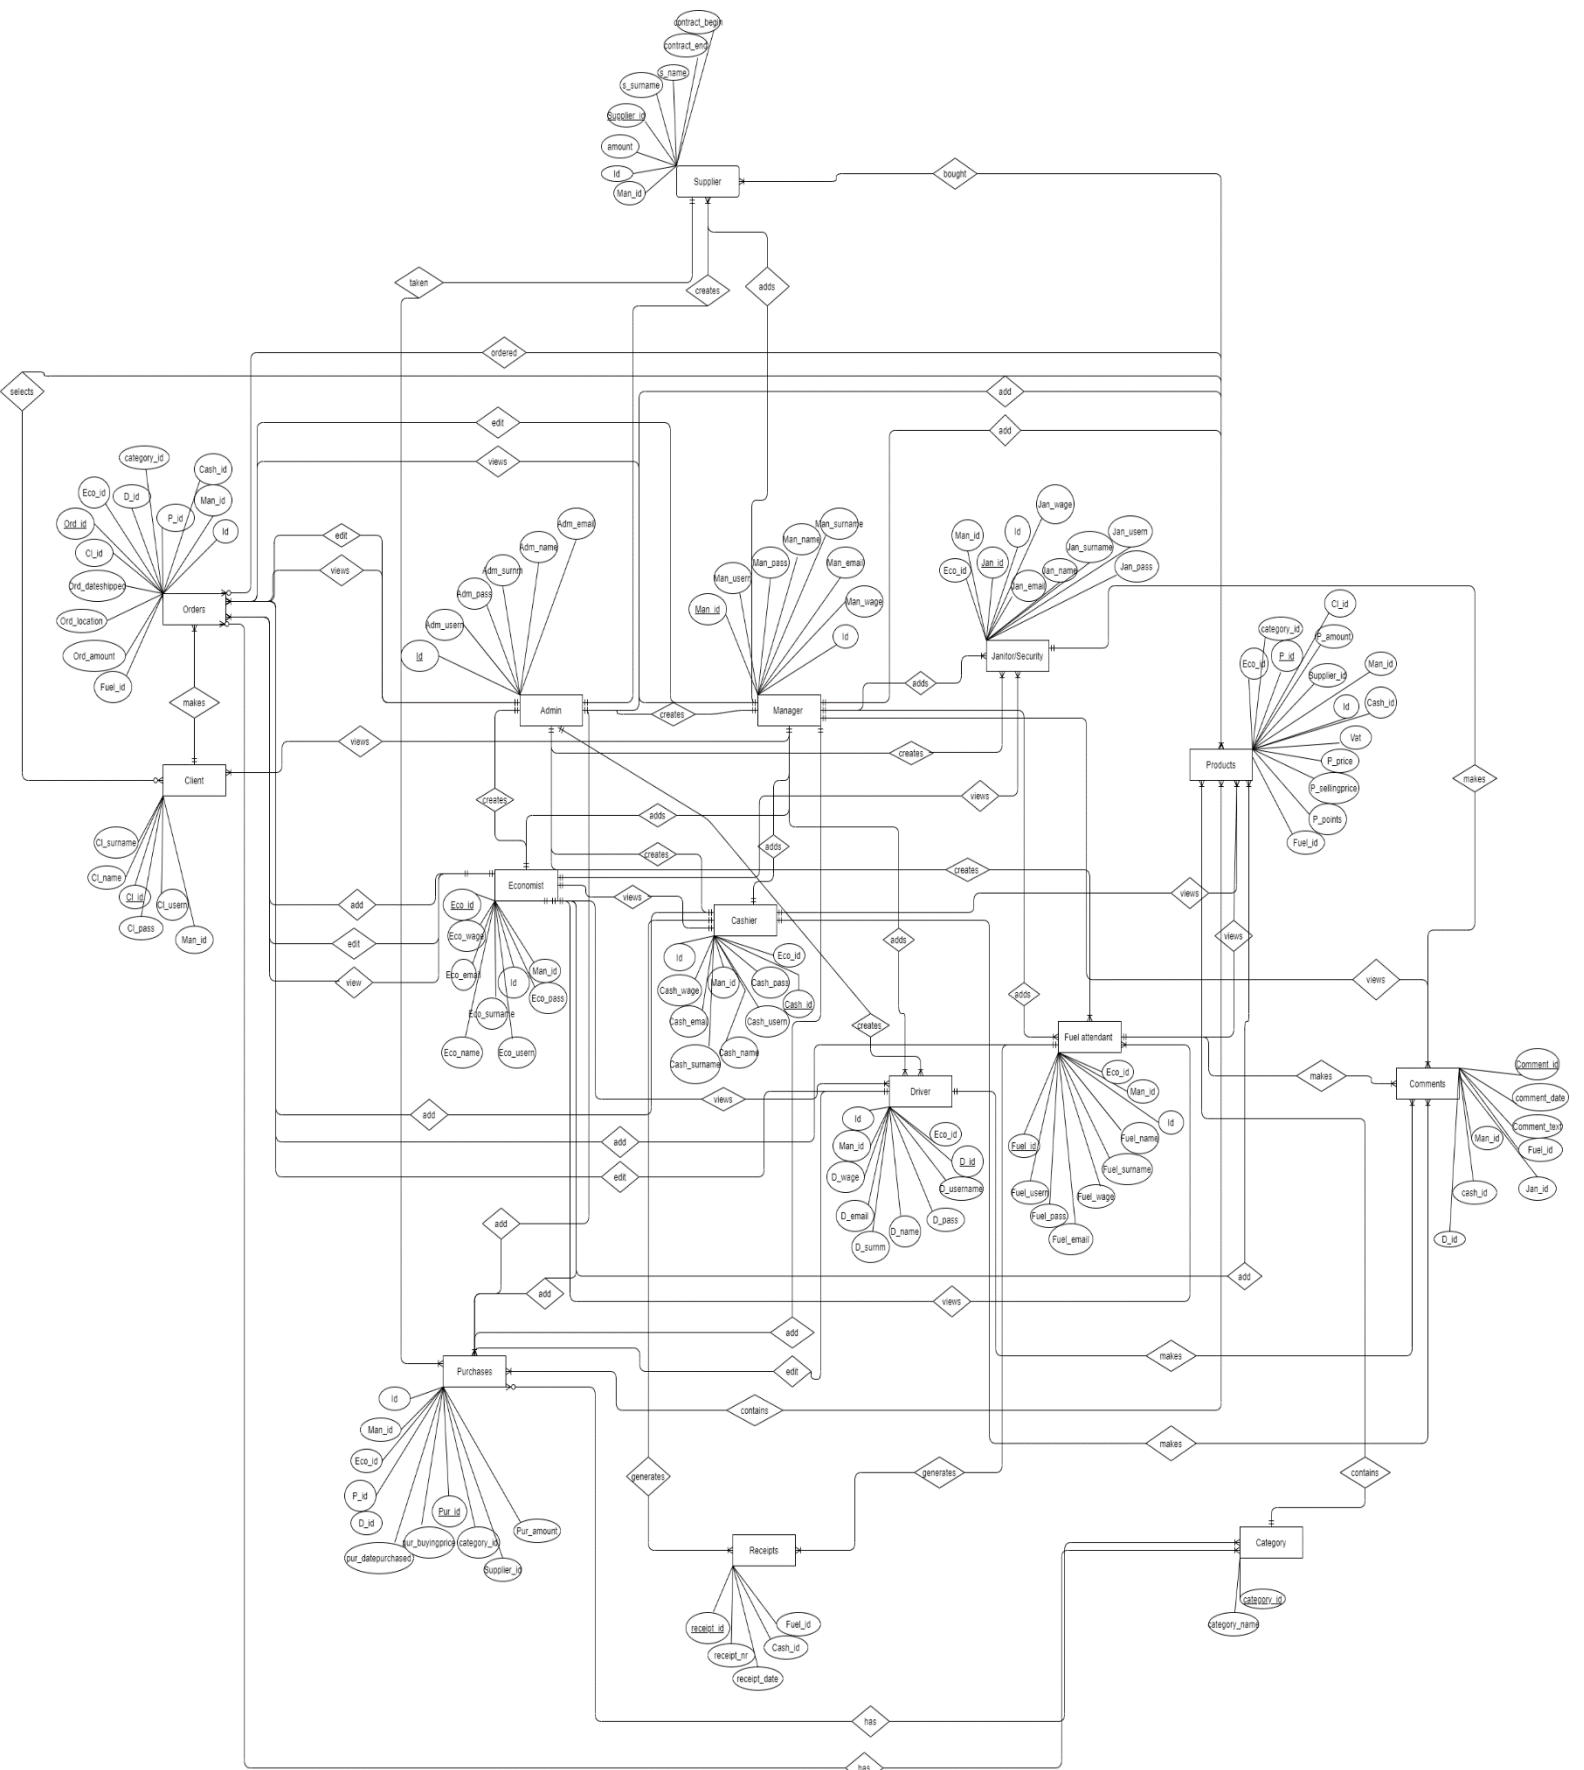 contract_begin
contract_end
s_name
s_surname
Supplier_id
amount
Id
Man_id
Supplier
bought
taken
creates
adds
ordered
selects
add
edit
add
views
category_id
Cash_id
Eco_id
D_id
Man_id
Ord_id
P_id
Id
Cl_id
Ord_dateshipped
Orders
Ord_location
Ord_amount
Fuel_id
edit
views
makes
Adm_email
Adm_name
Adm_surnm
Adm_pass
Adm_usern
Id
Admin
Man_surname
Man_name
Man_pass
Man_email
Man_usern
Man_wage
Man_id
Id
Manager
creates
Jan_wage
Man_id
Id
Jan_usern
Jan_surname
Eco_id
Jan_id
Jan_name
Jan_pass
Jan_email
Janitor/Security
adds
creates
views
Cl_id
category_id
P_amount
P_id
Eco_id
Man_id
Supplier_id
Id
Cash_id
Vat
P_price
P_sellingprice
P_points
Fuel_id
Products
makes
views
Client
Cl_surname
Cl_name
Cl_id
Cl_usern
Cl_pass
Man_id
creates
adds
adds
creates
creates
Economist
Eco_id
Eco_wage
Eco_email
Id
Man_id
Eco_pass
Eco_surname
Eco_name
Eco_usern
views
Cashier
Id
Eco_id
Cash_wage
Man_id
Cash_pass
Cash_id
Cash_email
Cash_usern
Cash_surname
Cash_name
add
edit
view
views
views
adds
adds
views
creates
Fuel attendant
Eco_id
Man_id
Id
Fuel_id
Fuel_name
Fuel_surname
Fuel_usern
Fuel_wage
Fuel_pass
Fuel_email
makes
Comments
Comment_id
comment_date
Comment_text
Man_id
Fuel_id
cash_id
Jan_id
D_id
views
Driver
Id
Man_id
Eco_id
D_id
D_wage
D_username
D_email
D_name
D_pass
D_surnm
add
add
edit
add
add
add
views
add
edit
makes
Purchases
Id
Man_id
Eco_id
P_id
D_id
Pur_id
pur_datepurchased
pur_buyingprice
category_id
Supplier_id
Pur_amount
contains
makes
generates
generates
contains
Receipts
receipt_id
receipt_nr
receipt_date
Cash_id
Fuel_id
Category
category_id
category_name
has
has